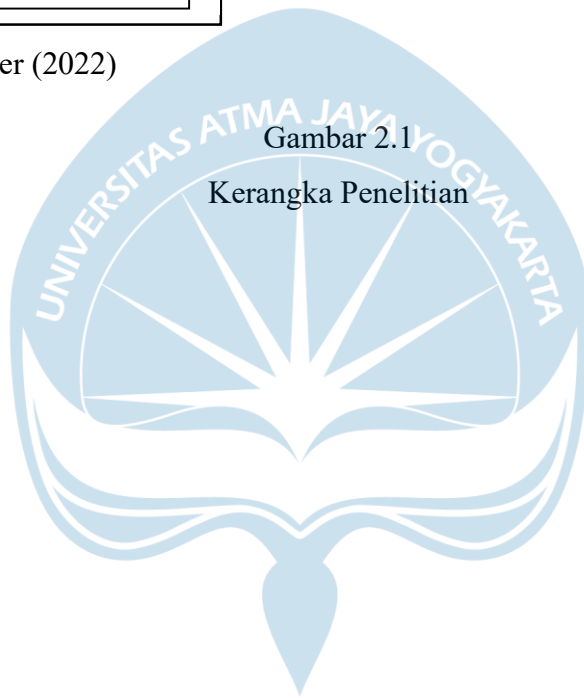 er (2022)
Gambar 2.1
Kerangka Penelitian
UNIVERSITAS ATMA JAYA YOGYAKARTA